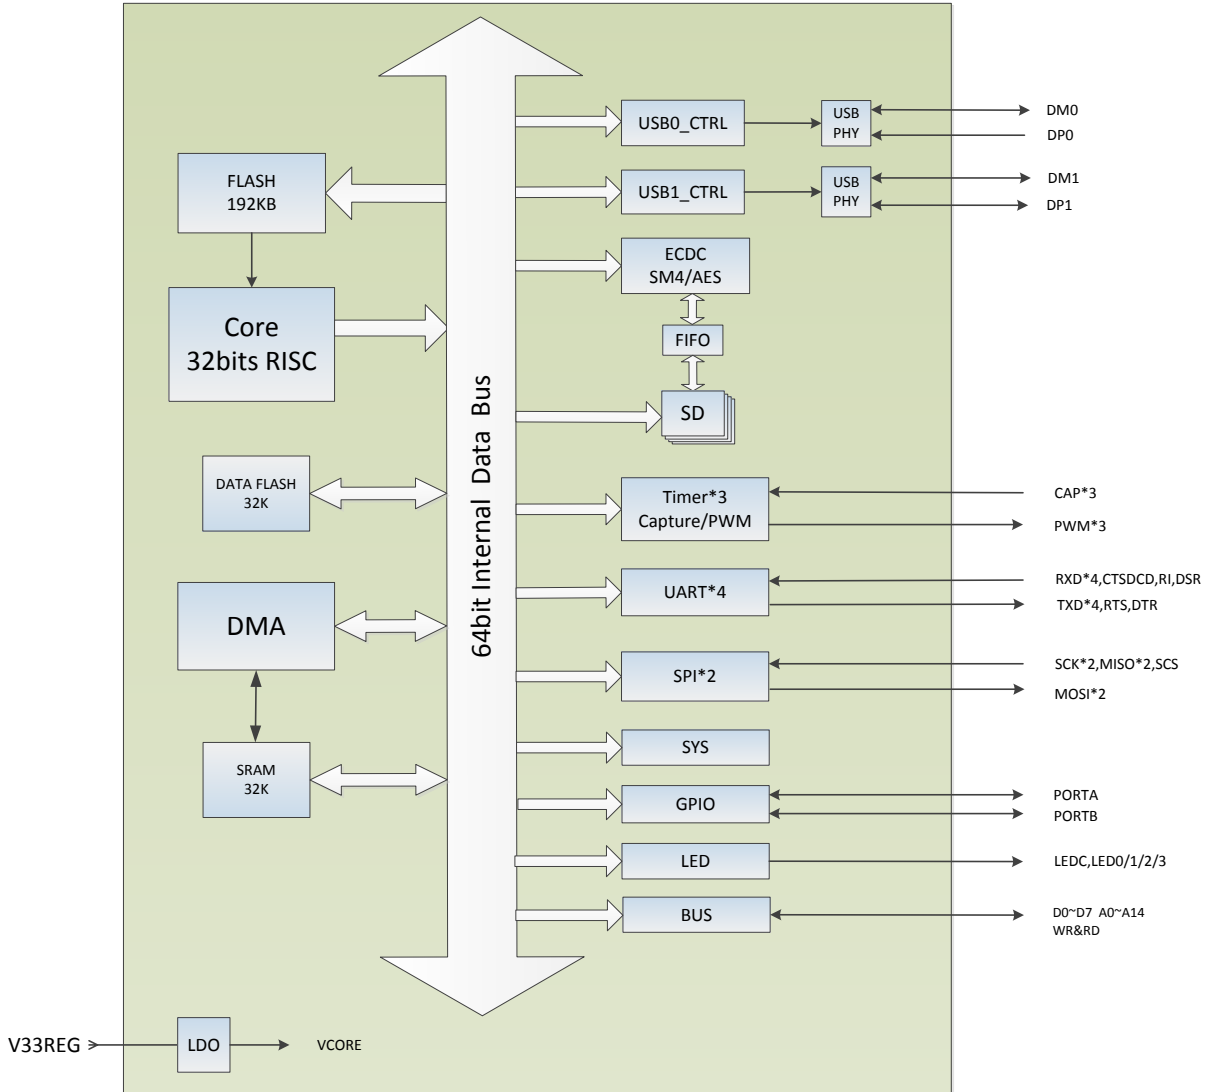 USB0_CTRL
USB
PHY
DM0
DP0
FLASH
192KB
USB1_CTRL
USB
PHY
DM1
DP1
ECDC
SM4/AES
Core
32bits RISC
FIFO
SD
64bit Internal Data Bus
DATA FLASH
32K
Timer*3
Capture/PWM
CAP*3
PWM*3
DMA
UART*4
RXD*4,CTSDCD,RI,DSR
TXD*4,RTS,DTR
SPI*2
SCK*2,MISO*2,SCS
MOSI*2
SRAM
32K
SYS
GPIO
PORTA
PORTB
LED
LEDC,LED0/1/2/3
BUS
D0~D7 A0~A14
WR&RD
V33REG
LDO
VCORE